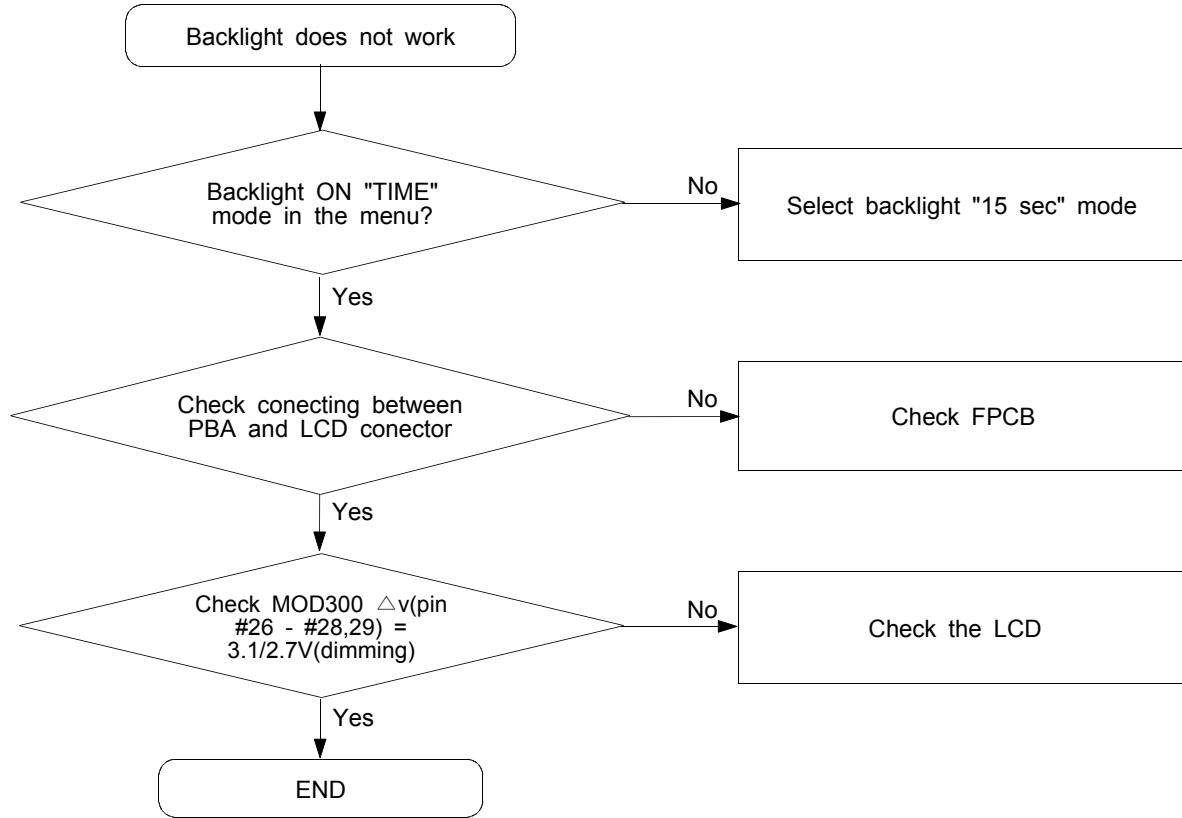 Backlight does not work
Backlight ON "TIME"
mode in the menu?
No
Select backlight "15 sec" mode
Yes
Check conecting between
PBA and LCD conector
No
Check FPCB
Yes
Check MOD300 △v(pin
#26 - #28,29) =
3.1/2.7V(dimming)
No
Check the LCD
Yes
END